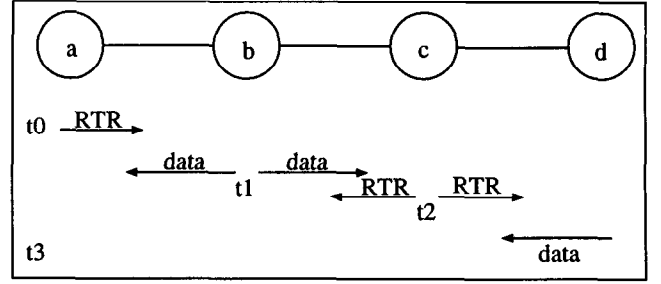 a b c d
t0 RTR
data data
t1
RTR RTR
t2
t3
data